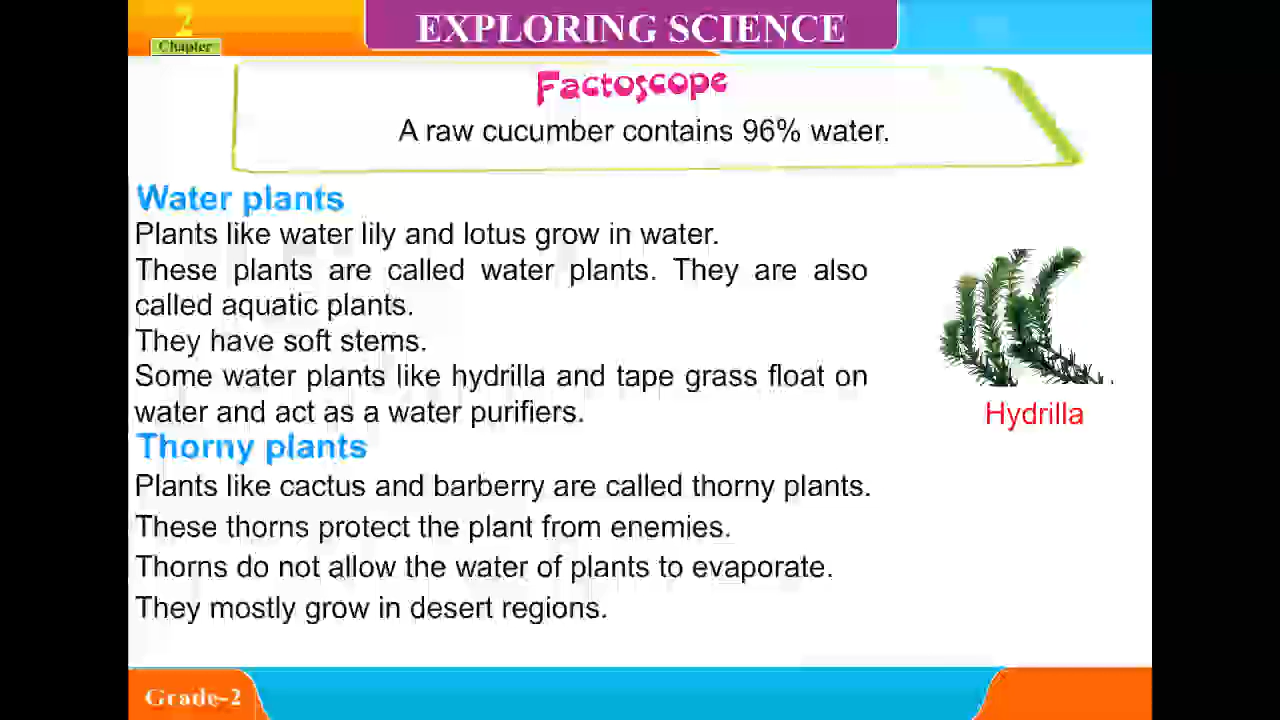 2
Chapter
EXPLORING SCIENCE
Factoscope
A raw cucumber contains 96% water.
Water plants
Plants like water lily and lotus grow in water.
These plants are called water plants. They are also
called aquatic plants.
They have soft stems.
Some water plants like hydrilla and tape grass float on
water and act as a water purifiers.
Hydrilla
Thorny plants
Plants like cactus and barberry are called thorny plants.
These thorns protect the plant from enemies.
Thorns do not allow the water of plants to evaporate.
They mostly grow in desert regions.
Grade-2